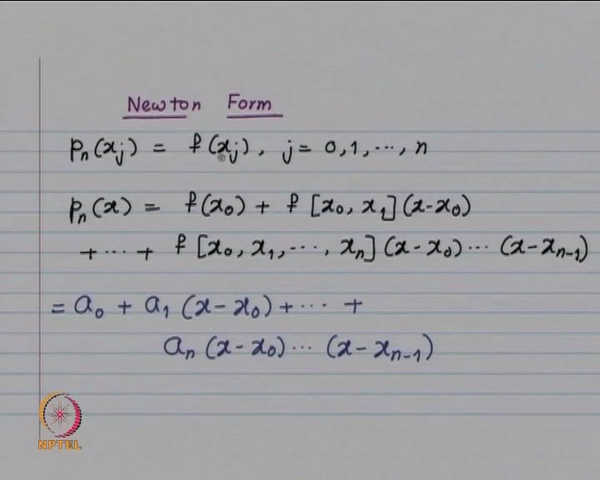 Newton Form
pₙ(xⱼ) = f(xⱼ), j = 0,1,⋯,n
pₙ(x) = f(x₀) + f[x₀, x₁](x-x₀)
+ ⋯ + f[x₀, x₁, ⋯, xₙ](x-x₀) ⋯ (x-xₙ₋₁)
= a₀ + a₁(x-x₀) + ⋯ +
aₙ(x-x₀) ⋯ (x-xₙ₋₁)
NPTEL